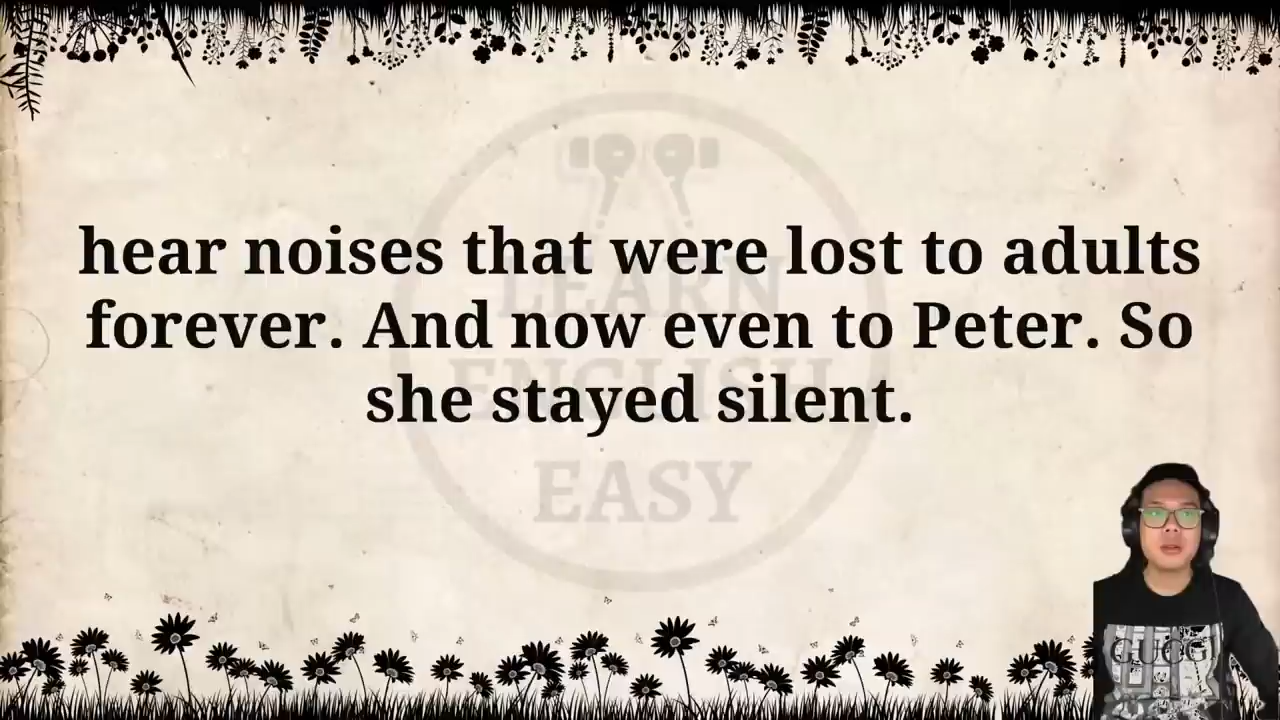 hear noises that were lost to adults
forever. And now even to Peter. So
she stayed silent.
LEARN
ENGLISH
EASY